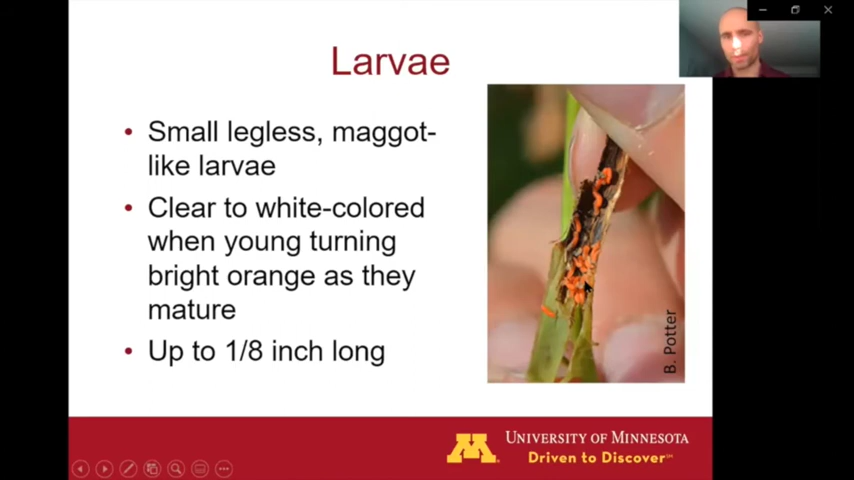 Larvae
• Small legless, maggot-
like larvae
• Clear to white-colored
when young turning
bright orange as they
mature
• Up to 1/8 inch long
B. Potter
UNIVERSITY OF MINNESOTA
Driven to Discover℠